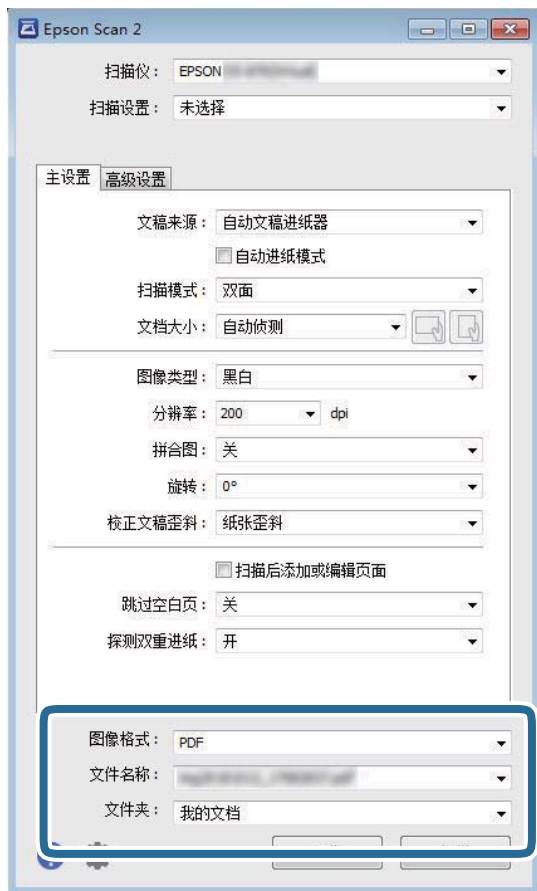 Epson Scan 2
扫描仪： EPSON
扫描设置： 未选择
主设置 高级设置
文稿来源： 自动文稿进纸器
自动进纸模式
扫描模式： 双面
文档大小： 自动侦测
图像类型： 黑白
分辨率： 200 dpi
拼合图： 关
旋转： 0°
校正文稿歪斜： 纸张歪斜
扫描后添加或编辑页面
跳过空白页： 关
探测双重进纸： 开
图像格式： PDF
文件名称：
文件夹： 我的文档